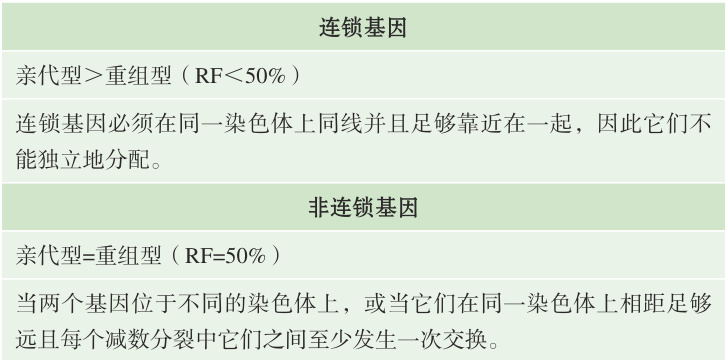 连锁基因
亲代型＞重组型（RF＜50%）
连锁基因必须在同一染色体上同线并且足够靠近在一起，因此它们不
能独立地分配。
非连锁基因
亲代型=重组型（RF=50%）
当两个基因位于不同的染色体上，或当它们在同一染色体上相距足够
远且每个减数分裂中它们之间至少发生一次交换。